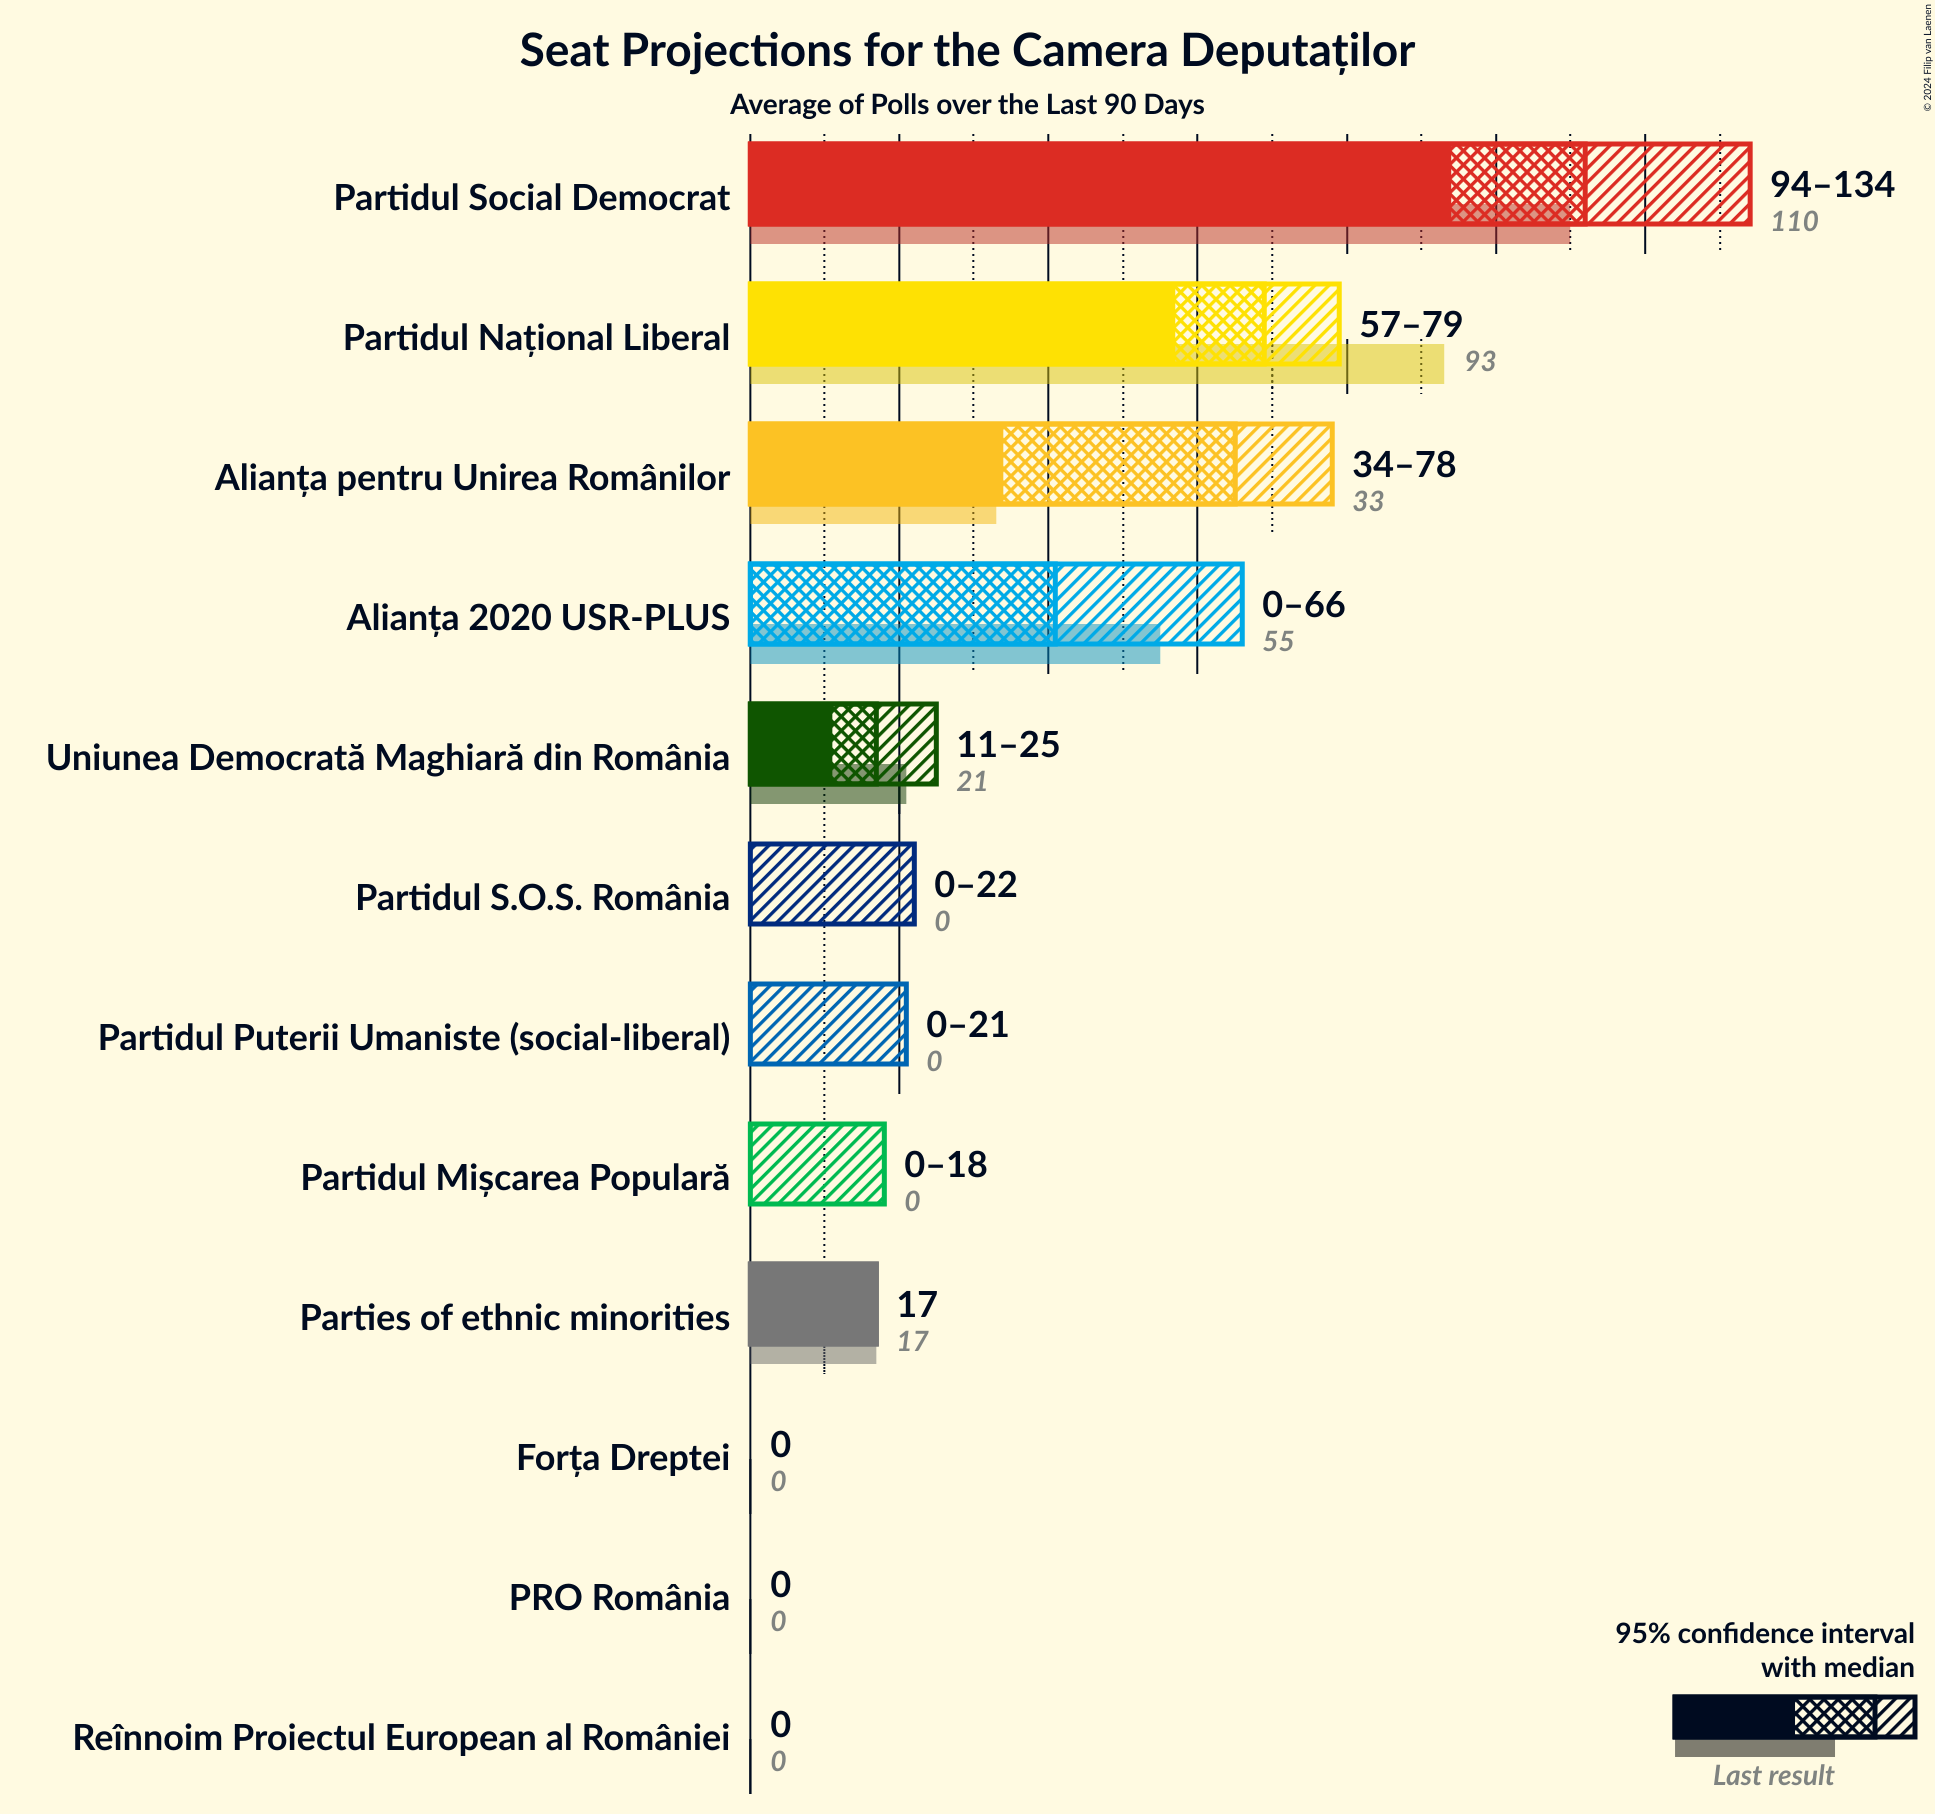 Seat Projections for the Camera Deputaților
Average of Polls over the Last 90 Days
© 2024 Filip van Laenen
Partidul Social Democrat
94–134
110
Partidul Național Liberal
57–79
93
Alianța pentru Unirea Românilor
34–78
33
Alianța 2020 USR-PLUS
0–66
55
Uniunea Democrată Maghiară din România
11–25
21
Partidul S.O.S. România
0–22
0
Partidul Puterii Umaniste (social-liberal)
0–21
0
Partidul Mișcarea Populară
0–18
0
Parties of ethnic minorities
17
17
Forța Dreptei
0
0
PRO România
0
0
Reînnoim Proiectul European al României
0
0
95% confidence interval
with median
Last result